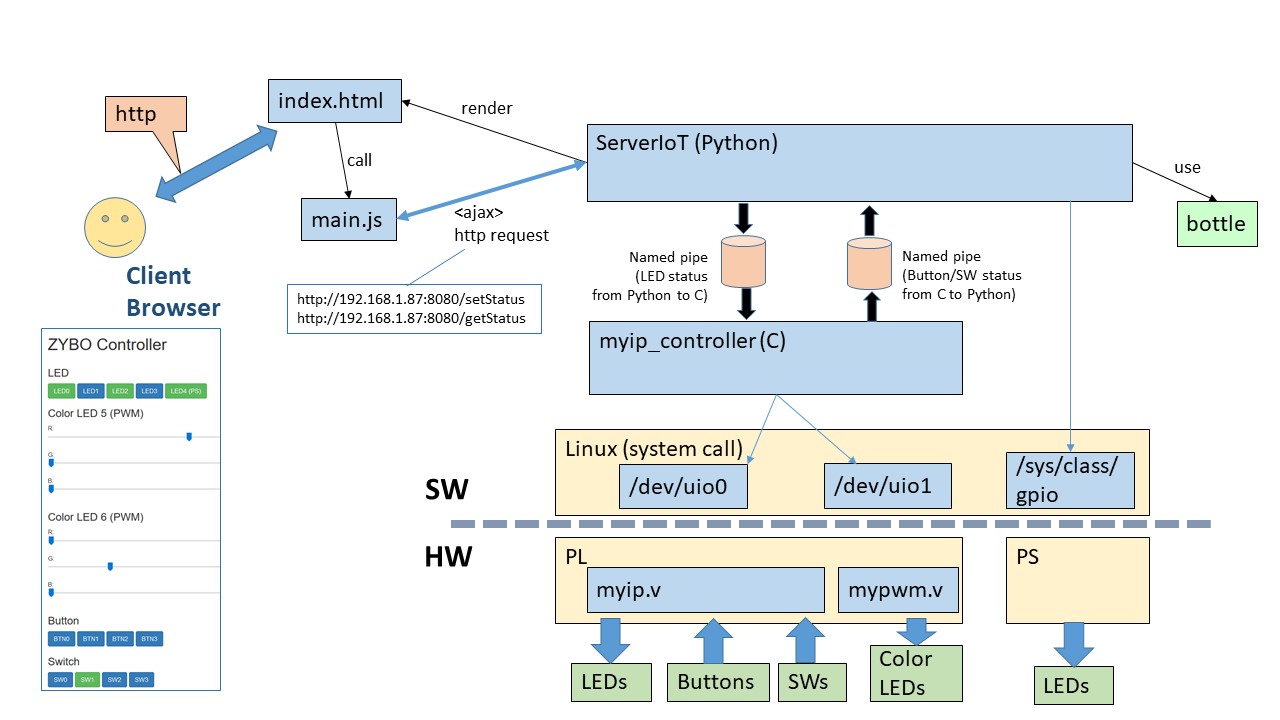 http
index.html
render
call
main.js
<ajax>
http request
http://192.168.1.87:8080/setStatus
http://192.168.1.87:8080/getStatus
Client
Browser
ServerIoT (Python)
use
bottle
Named pipe
(LED status
from Python to C)
Named pipe
(Button/SW status
from C to Python)
myip_controller (C)
Linux (system call)
/dev/uio0
/dev/uio1
/sys/class/
gpio
SW
HW
PL
myip.v
mypwm.v
PS
LEDs
Buttons
SWs
Color
LEDs
LEDs
ZYBO Controller
LED
LED0 LED1 LED2 LED3 LED4 (PS)
Color LED 5 (PWM)
R:
G:
B:
Color LED 6 (PWM)
R:
G:
B:
Button
BTN0 BTN1 BTN2 BTN3
Switch
SW0 SW1 SW2 SW3